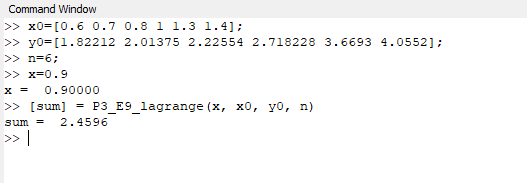 Command Window
>> x0=[0.6 0.7 0.8 1 1.3 1.4];
>> y0=[1.82212 2.01375 2.22554 2.718228 3.6693 4.0552];
>> n=6;
>> x=0.9
x =  0.90000
>> [sum] = P3_E9_lagrange(x, x0, y0, n)
sum =  2.4596
>>